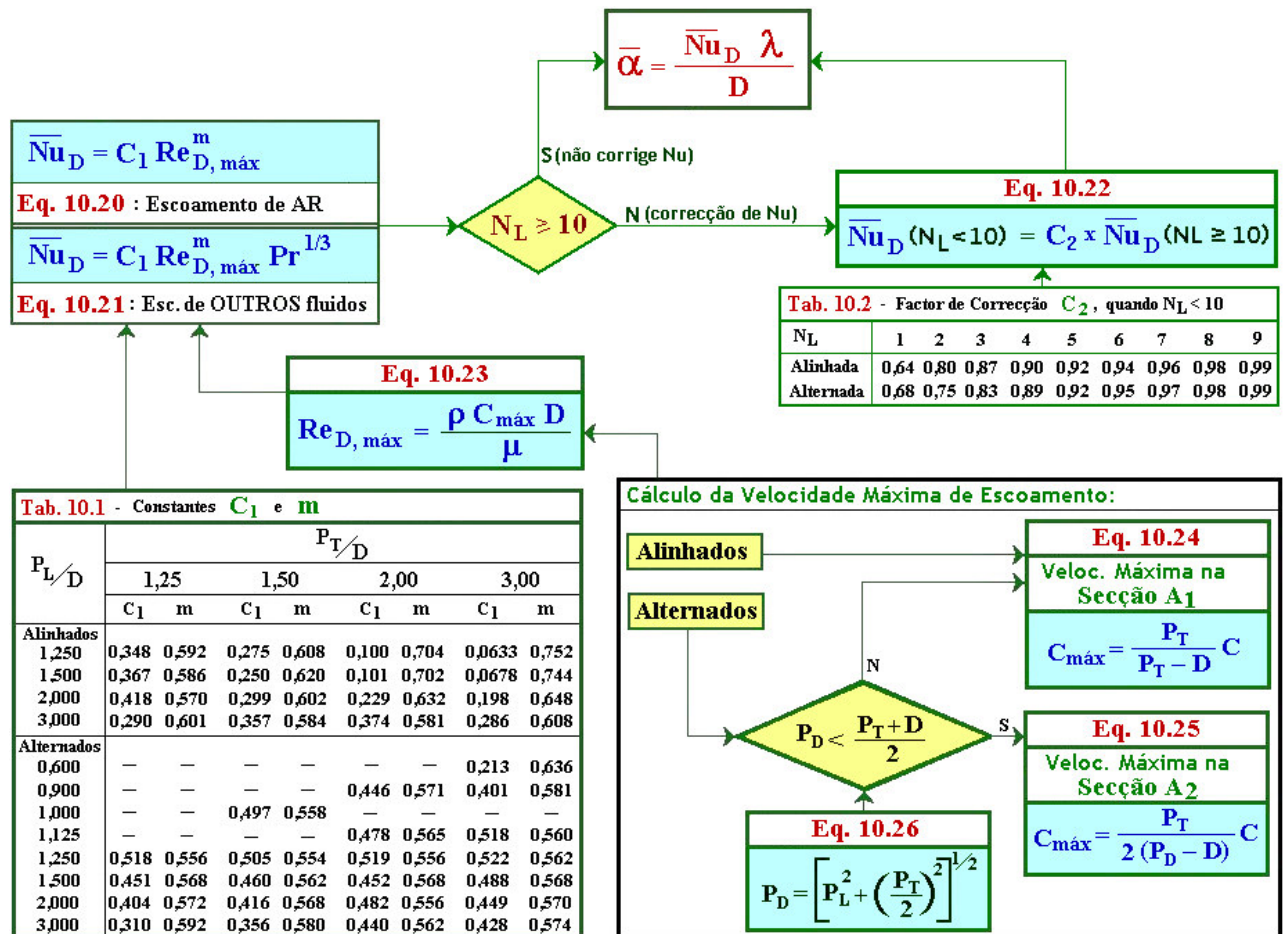 ᾱ = N̅u̅_D λ / D
N̅u̅_D = C₁ Re^m_D, máx
Eq. 10.20 : Escoamento de AR
N̅u̅_D = C₁ Re^m_D, máx Pr^1/3
Eq. 10.21 : Esc. de OUTROS fluidos
S (não corrige Nu)
N_L ≥ 10
N (correcção de Nu)
Eq. 10.22
N̅u̅_D (N_L<10) = C₂ x N̅u̅_D (NL ≥ 10)
Tab. 10.2 - Factor de Correcção C₂ , quando N_L < 10
N_L 1 2 3 4 5 6 7 8 9
Alinhada 0,64 0,80 0,87 0,90 0,92 0,94 0,96 0,98 0,99
Alternada 0,68 0,75 0,83 0,89 0,92 0,95 0,97 0,98 0,99
Eq. 10.23
Re_D, máx = ρ C_máx D / μ
Tab. 10.1 - Constantes C₁ e m
P_L/D P_T/D
1,25 1,50 2,00 3,00
C₁ m C₁ m C₁ m C₁ m
Alinhados
1,250 0,348 0,592 0,275 0,608 0,100 0,704 0,0633 0,752
1,500 0,367 0,586 0,250 0,620 0,101 0,702 0,0678 0,744
2,000 0,418 0,570 0,299 0,602 0,229 0,632 0,198 0,648
3,000 0,290 0,601 0,357 0,584 0,374 0,581 0,286 0,608
Alternados
0,600 — — — — — — 0,213 0,636
0,900 — — — — 0,446 0,571 0,401 0,581
1,000 — — 0,497 0,558 — — — —
1,125 — — — — 0,478 0,565 0,518 0,560
1,250 0,518 0,556 0,505 0,554 0,519 0,556 0,522 0,562
1,500 0,451 0,568 0,460 0,562 0,452 0,568 0,488 0,568
2,000 0,404 0,572 0,416 0,568 0,482 0,556 0,449 0,570
3,000 0,310 0,592 0,356 0,580 0,440 0,562 0,428 0,574
Cálculo da Velocidade Máxima de Escoamento:
Alinhados
Alternados
Eq. 10.24
Veloc. Máxima na
Secção A₁
C_máx = P_T / (P_T – D) C
N
P_D < (P_T + D) / 2
S
Eq. 10.25
Veloc. Máxima na
Secção A₂
C_máx = P_T / 2 (P_D – D) C
Eq. 10.26
P_D = [P_L² + (P_T / 2)²]^1/2